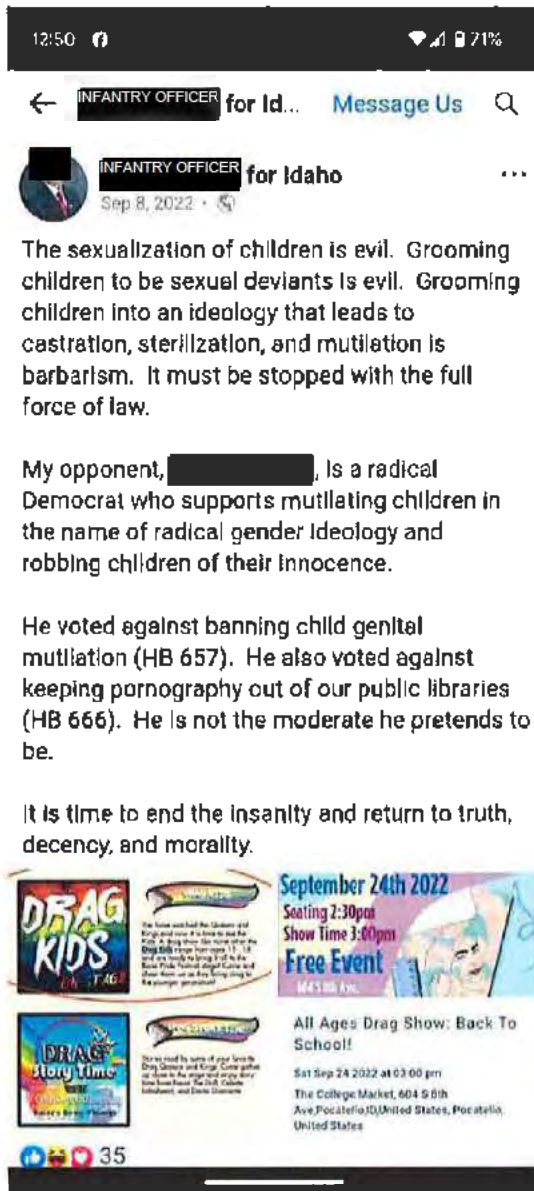 12:50
71%
INFANTRY OFFICER for Id... Message Us
INFANTRY OFFICER for Idaho
Sep 8, 2022
The sexualization of children is evil. Grooming
children to be sexual deviants is evil. Grooming
children into an ideology that leads to
castration, sterilization, and mutilation is
barbarism. It must be stopped with the full
force of law.
My opponent, , is a radical
Democrat who supports mutilating children in
the name of radical gender ideology and
robbing children of their innocence.
He voted against banning child genital
mutilation (HB 657). He also voted against
keeping pornography out of our public libraries
(HB 666). He is not the moderate he pretends to
be.
It is time to end the insanity and return to truth,
decency, and morality.
DRAG
KIDS
DRAG
Story Time
September 24th 2022
Seating 2:30pm
Show Time 3:00pm
Free Event
All Ages Drag Show: Back To
School!
Sat Sep 24 2022 at 03:00 pm
The College Market, 604 S 8th
Ave,Pocatello,ID,United States, Pocatello,
United States
35